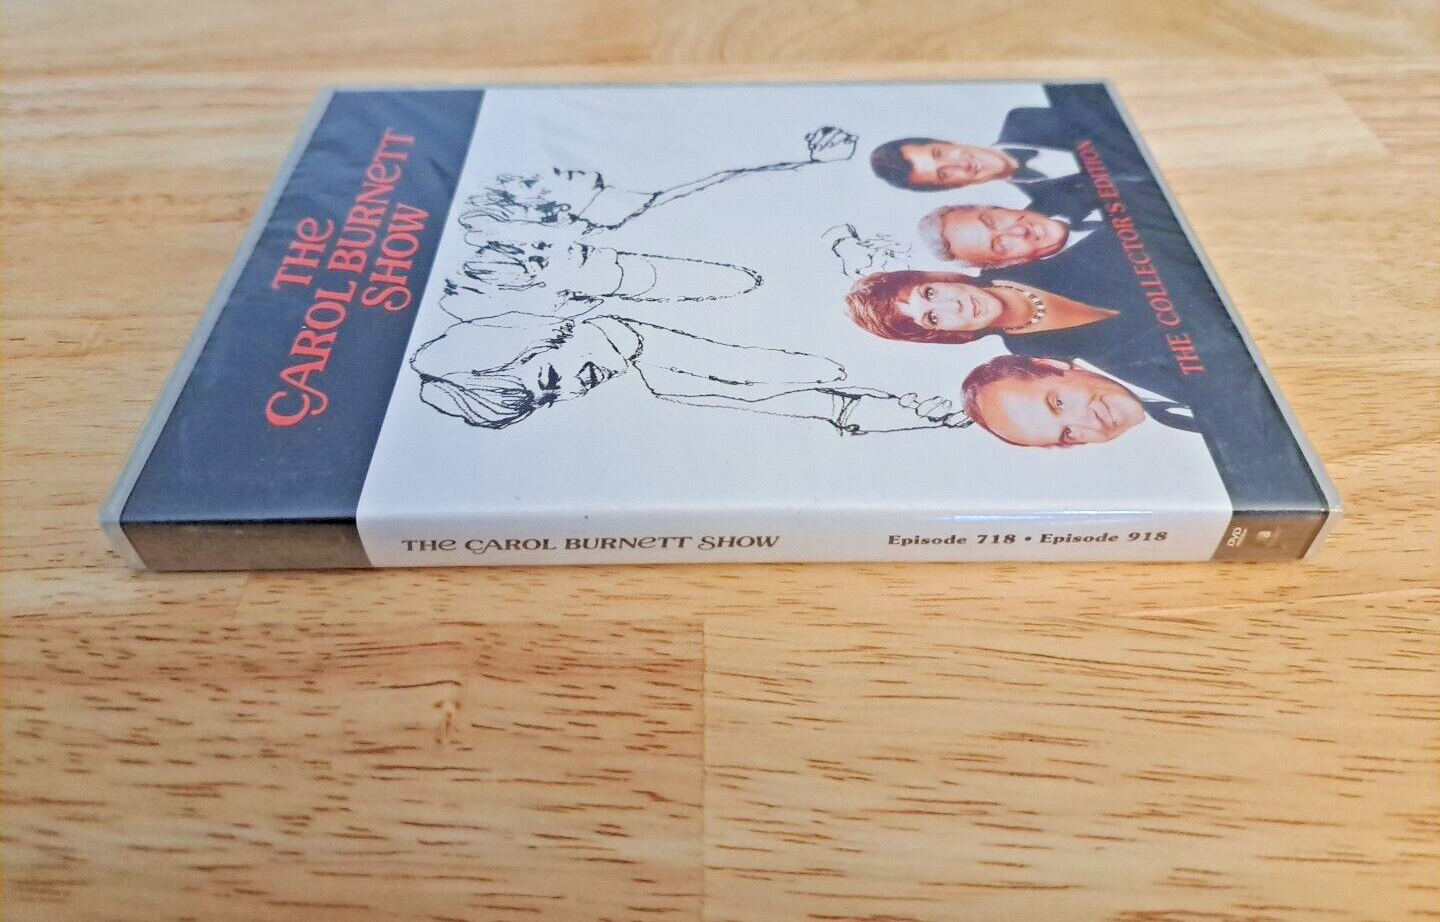 THE
CAROL BURNETT
SHOW
THE COLLECTOR'S EDITION
THE CAROL BURNETT SHOW
Episode 718 • Episode 918
DVD